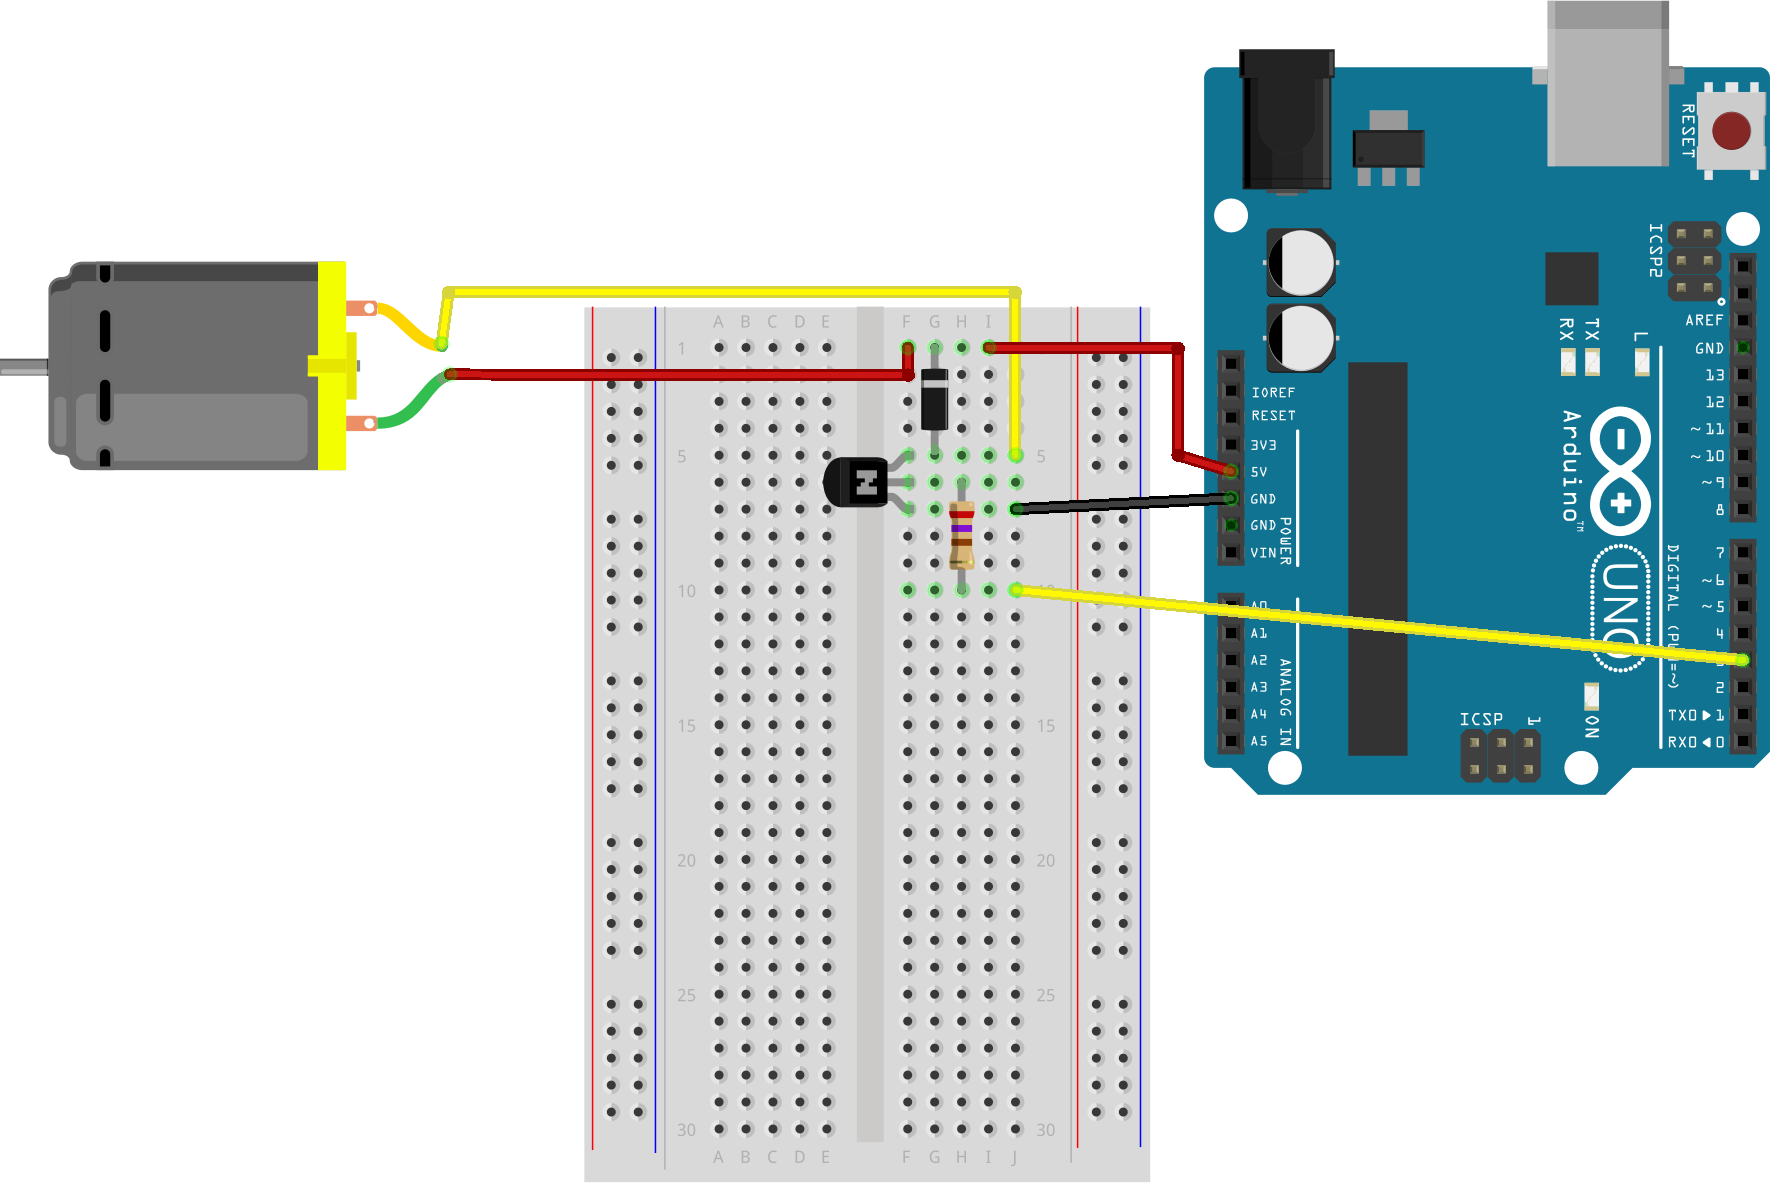 A B C D E F G H I
1
5 5
10 10
15 15
20 20
25 25
30 30
A B C D E F G H I J
RESET
ICSP2
IOREF
RESET
3V3
5V
GND
GND
VIN
POWER
A0
A1
A2
A3
A4
A5
ANALOG IN
RX
TX
L
Arduino™
UNO
AREF
GND
13
12
~11
~10
~9
8
7
~6
~5
4
2
TX0▶1
RX0◀0
DIGITAL (PWM=~)
ICSP
1
ON